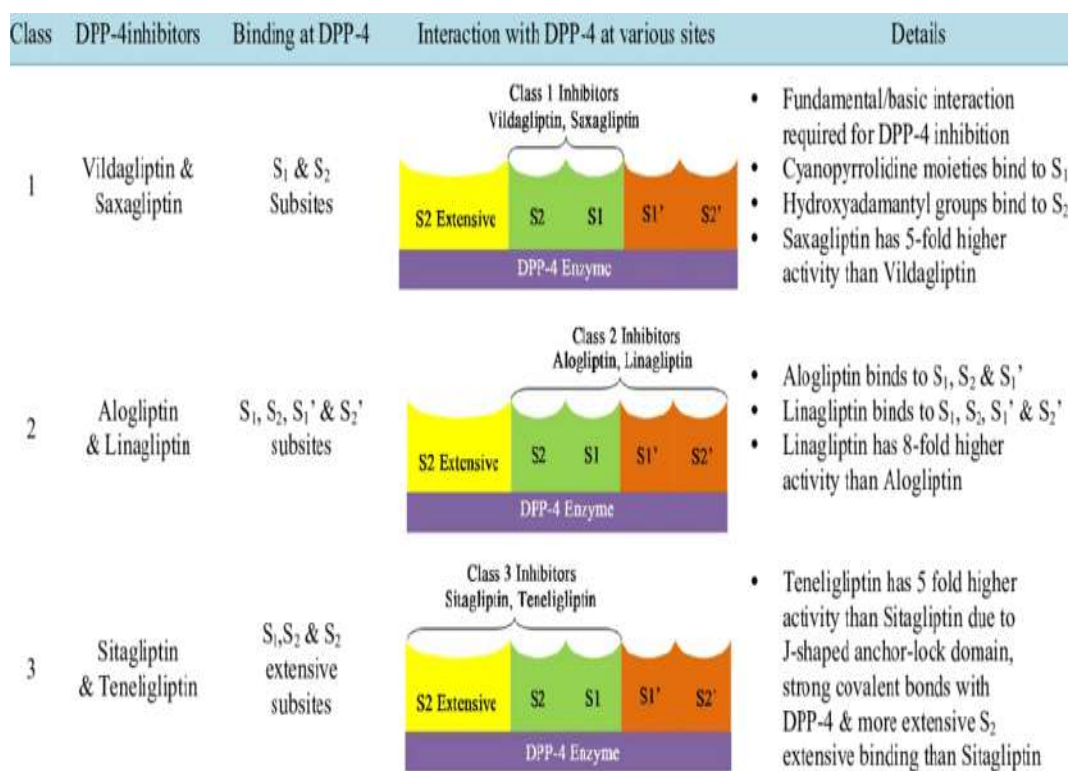 Class DPP-4inhibitors Binding at DPP-4 Interaction with DPP-4 at various sites Details
1
Vildagliptin &
Saxagliptin
S₁ & S₂
Subsites
Class 1 Inhibitors
Vildagliptin, Saxagliptin
S2 Extensive S2 S1 S1’ S2’
DPP-4 Enzyme
• Fundamental/basic interaction
required for DPP-4 inhibition
• Cyanopyrrolidine moieties bind to S₁
• Hydroxyadamantyl groups bind to S₂
• Saxagliptin has 5-fold higher
activity than Vildagliptin
2
Alogliptin
& Linagliptin
S₁, S₂, S₁’ & S₂’
subsites
Class 2 Inhibitors
Alogliptin, Linagliptin
S2 Extensive S2 S1 S1’ S2’
DPP-4 Enzyme
• Alogliptin binds to S₁, S₂ & S₁’
• Linagliptin binds to S₁, S₂, S₁’ & S₂’
• Linagliptin has 8-fold higher
activity than Alogliptin
3
Sitagliptin
& Teneligliptin
S₁,S₂ & S₂
extensive
subsites
Class 3 Inhibitors
Sitagliptin, Teneligliptin
S2 Extensive S2 S1 S1’ S2’
DPP-4 Enzyme
• Teneligliptin has 5 fold higher
activity than Sitagliptin due to
J-shaped anchor-lock domain,
strong covalent bonds with
DPP-4 & more extensive S₂
extensive binding than Sitagliptin